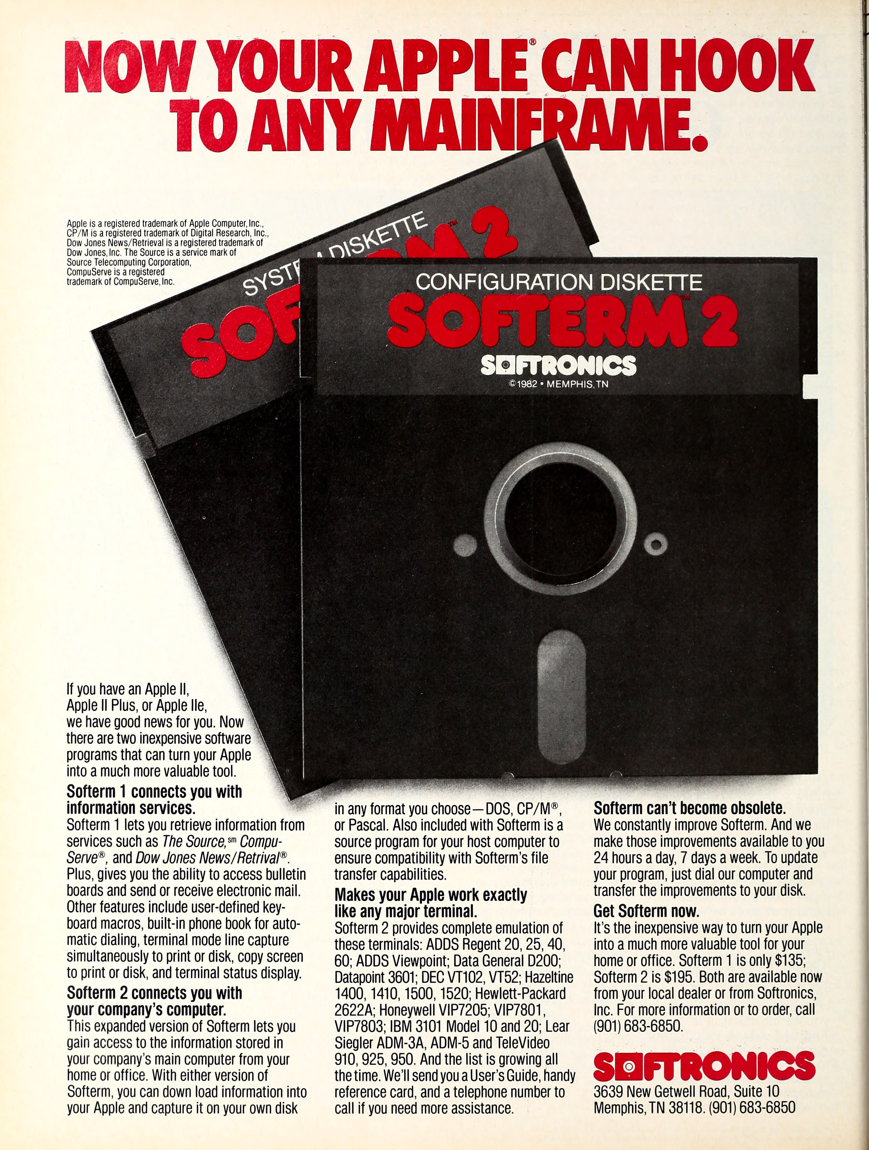 NOW YOUR APPLE® CAN HOOK
TO ANY MAINFRAME.
Apple is a registered trademark of Apple Computer, Inc.,
CP/M is a registered trademark of Digital Research, Inc.,
Dow Jones News/Retrieval is a registered trademark of
Dow Jones, Inc. The Source is a service mark of
Source Telecomputing Corporation,
CompuServe is a registered
trademark of CompuServe, Inc.
SYSTEM DISKETTE
SOFTERM 2™
CONFIGURATION DISKETTE
SOFTERM™ 2
SOFTRONICS
©1982 • MEMPHIS, TN
If you have an Apple II,
Apple II Plus, or Apple IIe,
we have good news for you. Now
there are two inexpensive software
programs that can turn your Apple
into a much more valuable tool.
Softerm 1 connects you with
information services.
Softerm 1 lets you retrieve information from
services such as The Source,℠ Compu-
Serve®, and Dow Jones News/Retrival®.
Plus, gives you the ability to access bulletin
boards and send or receive electronic mail.
Other features include user-defined key-
board macros, built-in phone book for auto-
matic dialing, terminal mode line capture
simultaneously to print or disk, copy screen
to print or disk, and terminal status display.
Softerm 2 connects you with
your company's computer.
This expanded version of Softerm lets you
gain access to the information stored in
your company's main computer from your
home or office. With either version of
Softerm, you can down load information into
your Apple and capture it on your own disk
in any format you choose—DOS, CP/M®,
or Pascal. Also included with Softerm is a
source program for your host computer to
ensure compatibility with Softerm's file
transfer capabilities.
Makes your Apple work exactly
like any major terminal.
Softerm 2 provides complete emulation of
these terminals: ADDS Regent 20, 25, 40,
60; ADDS Viewpoint; Data General D200;
Datapoint 3601; DEC VT102, VT52; Hazeltine
1400, 1410, 1500, 1520; Hewlett-Packard
2622A; Honeywell VIP7205; VIP7801,
VIP7803; IBM 3101 Model 10 and 20; Lear
Siegler ADM-3A, ADM-5 and TeleVideo
910, 925, 950. And the list is growing all
the time. We'll send you a User's Guide, handy
reference card, and a telephone number to
call if you need more assistance.
Softerm can't become obsolete.
We constantly improve Softerm. And we
make those improvements available to you
24 hours a day, 7 days a week. To update
your program, just dial our computer and
transfer the improvements to your disk.
Get Softerm now.
It's the inexpensive way to turn your Apple
into a much more valuable tool for your
home or office. Softerm 1 is only $135;
Softerm 2 is $195. Both are available now
from your local dealer or from Softronics,
Inc. For more information or to order, call
(901) 683-6850.
SOFTRONICS
3639 New Getwell Road, Suite 10
Memphis, TN 38118. (901) 683-6850